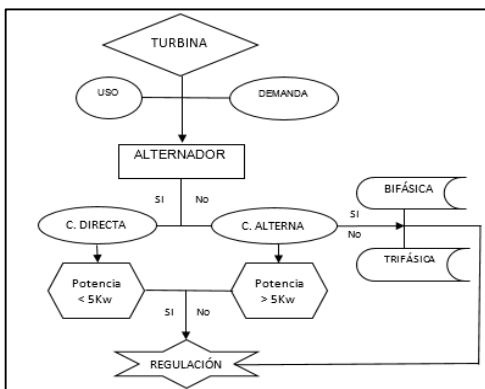 TURBINA
USO
DEMANDA
ALTERNADOR
SI
No
BIFÁSICA
C. DIRECTA
C. ALTERNA
SI
No
TRIFÁSICA
Potencia
< 5Kw
Potencia
> 5Kw
SI
No
REGULACIÓN